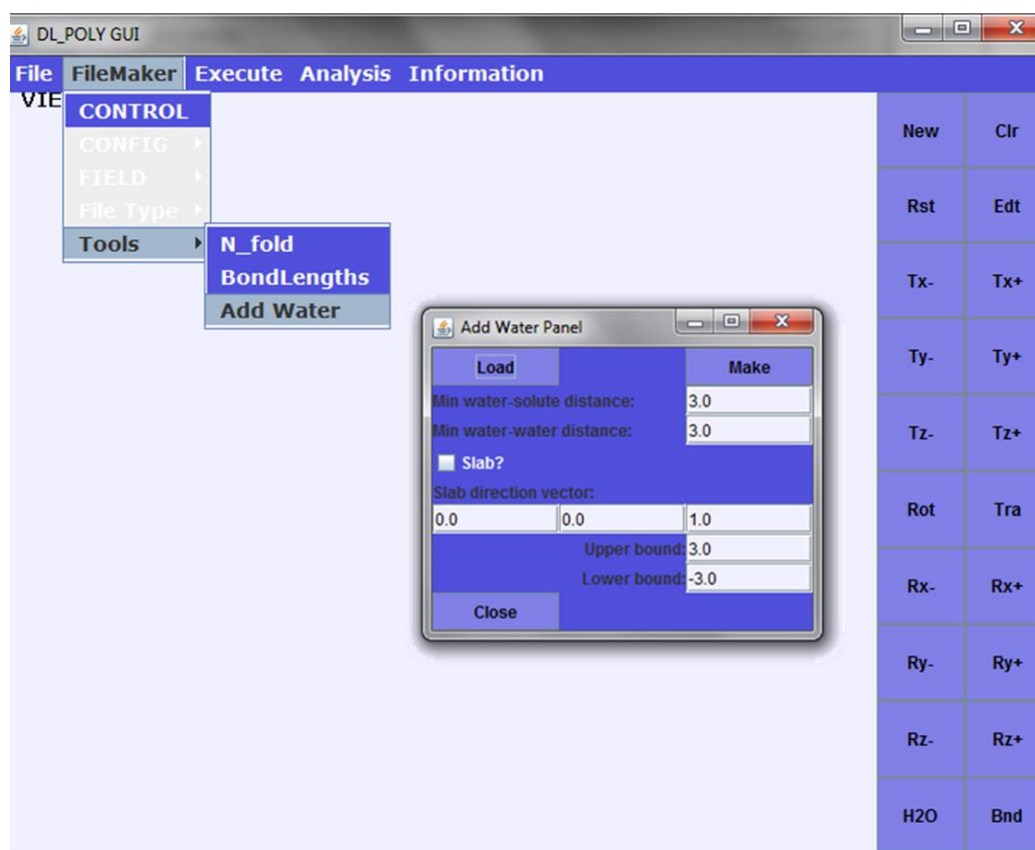 DL_POLY GUI
File FileMaker Execute Analysis Information
VIE
CONTROL
CONFIG
FIELD
File Type
Tools
N_fold
BondLengths
Add Water
Add Water Panel
Load Make
Min water-solute distance: 3.0
Min water-water distance: 3.0
Slab?
Slab direction vector:
0.0 0.0 1.0
Upper bound: 3.0
Lower bound: -3.0
Close
New Clr
Rst Edt
Tx- Tx+
Ty- Ty+
Tz- Tz+
Rot Tra
Rx- Rx+
Ry- Ry+
Rz- Rz+
H2O Bnd